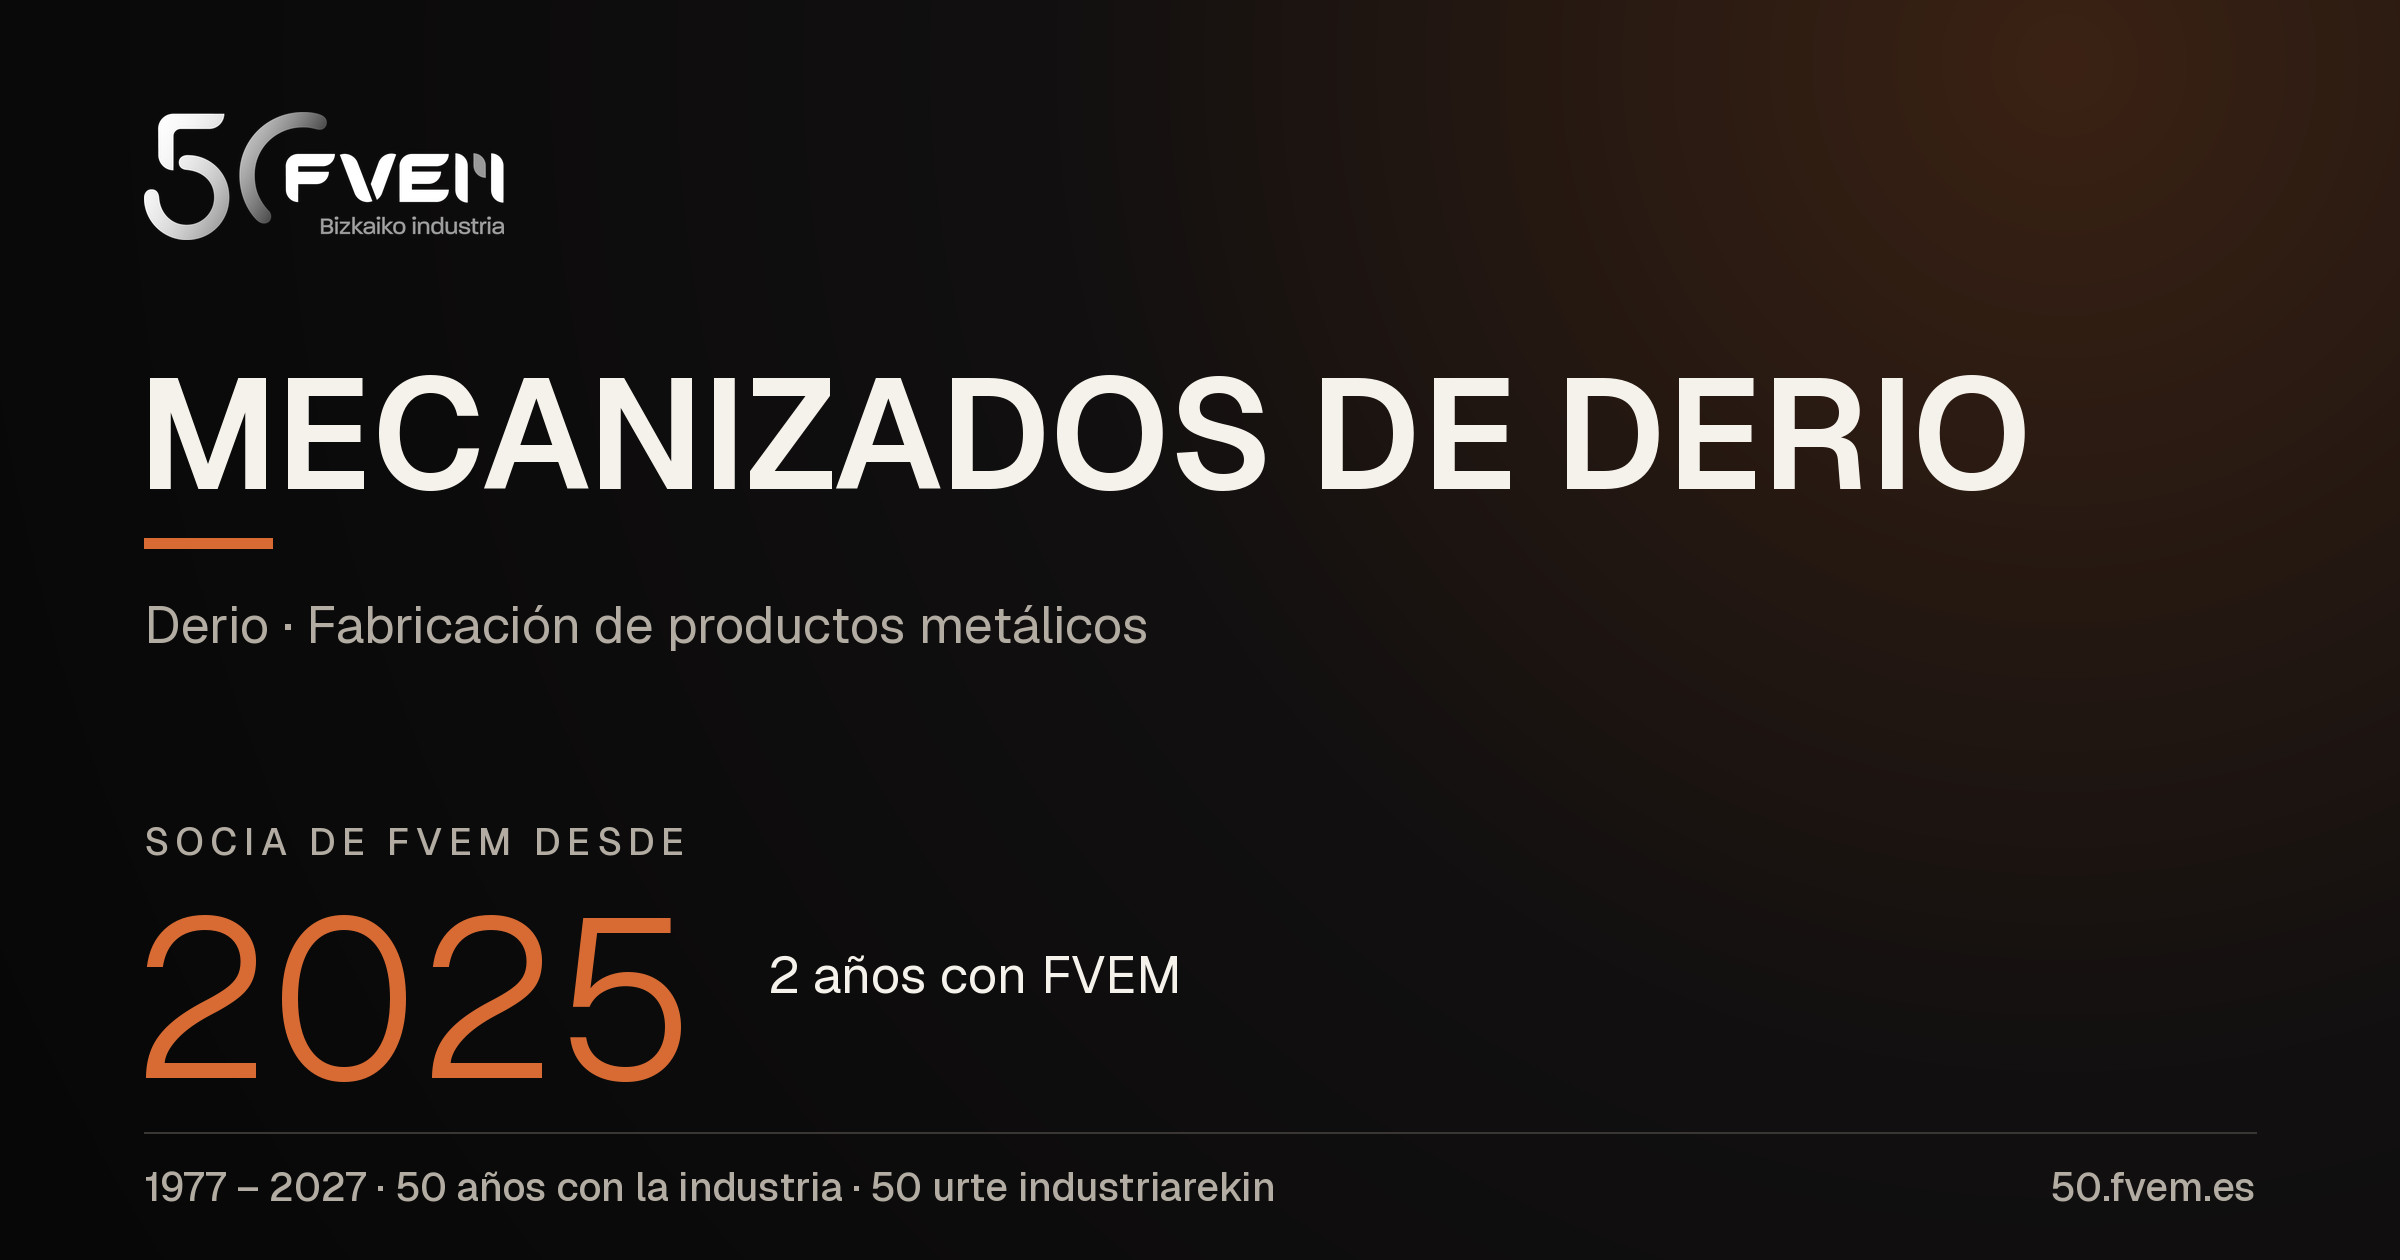 50 FVEM
Bizkaiko industria
MECANIZADOS DE DERIO
Derio · Fabricación de productos metálicos
SOCIA DE FVEM DESDE
2025
2 años con FVEM
1977 – 2027 · 50 años con la industria · 50 urte industriarekin
50.fvem.es